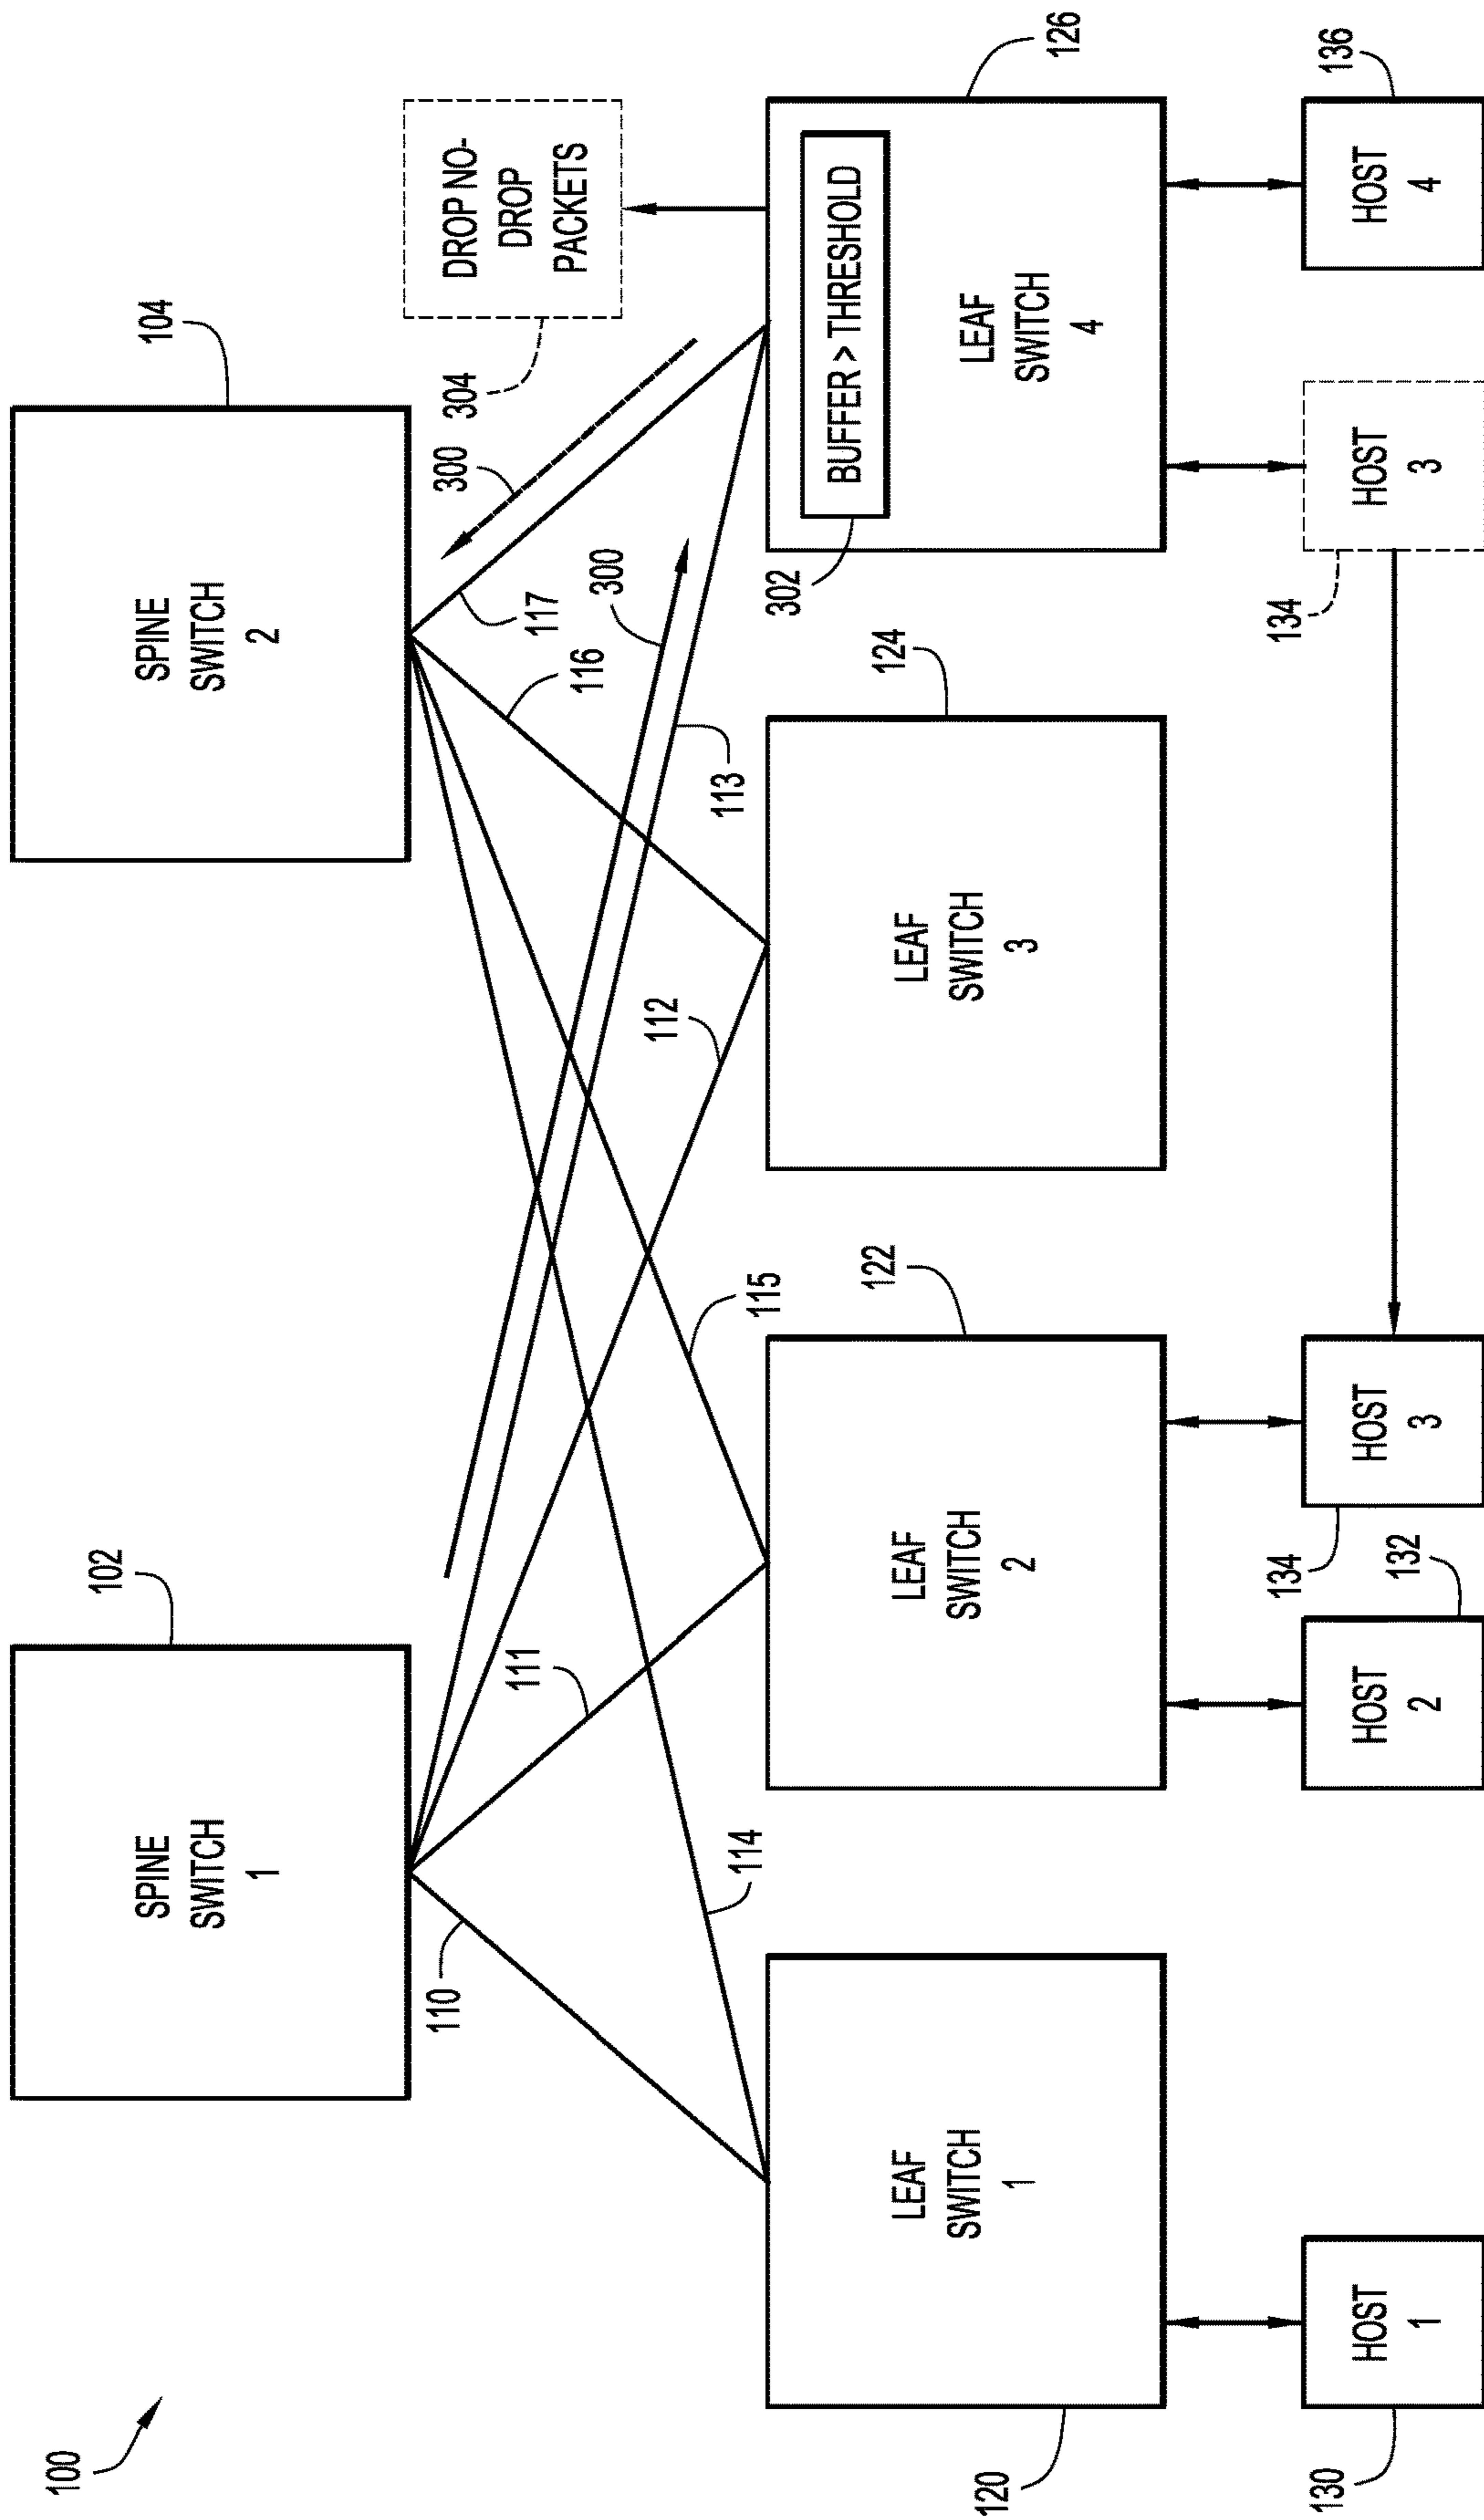 100
102
104
SPINE
SWITCH
1
SPINE
SWITCH
2
DROP NO-
DROP
PACKETS
304
300
300
110
111
112
113
114
115
116
117
120
122
124
126
LEAF
SWITCH
1
LEAF
SWITCH
2
LEAF
SWITCH
3
BUFFER > THRESHOLD
302
LEAF
SWITCH
4
130
HOST
1
132
HOST
2
134
HOST
3
134
HOST
3
136
HOST
4